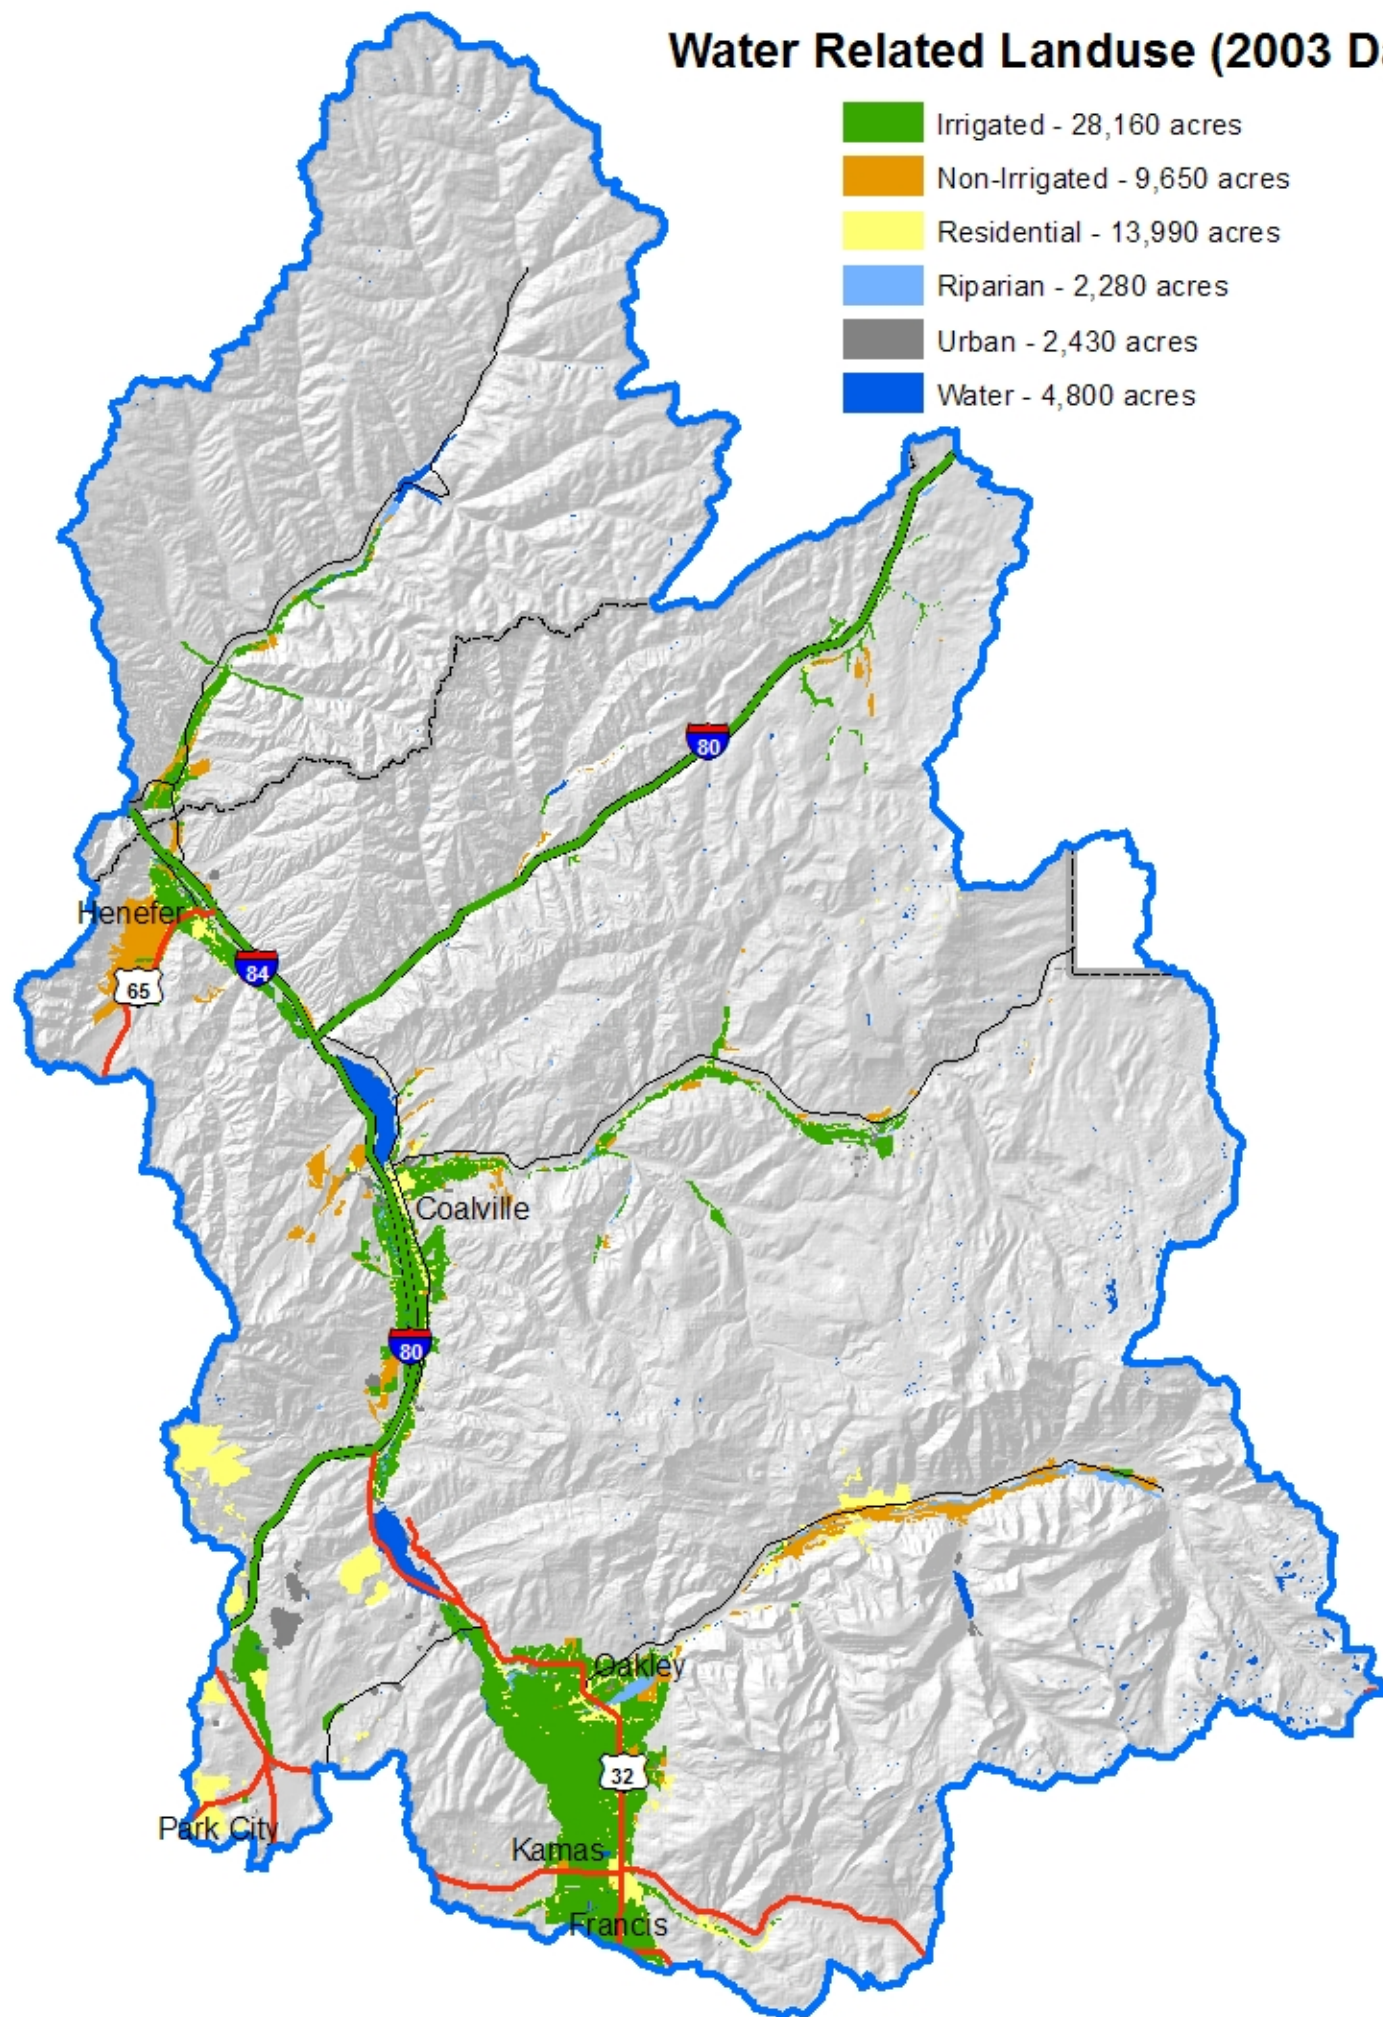 Water Related Landuse (2003 Da
Irrigated - 28,160 acres
Non-Irrigated - 9,650 acres
Residential - 13,990 acres
Riparian - 2,280 acres
Urban - 2,430 acres
Water - 4,800 acres
80
Henefer
84
65
Coalville
80
Oakley
32
Park City
Kamas
Francis